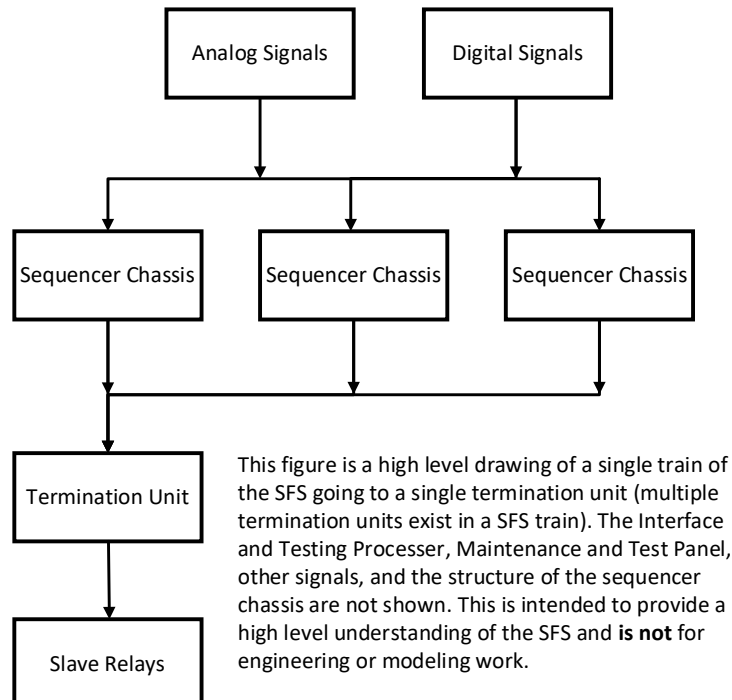 Analog Signals
Digital Signals
Sequencer Chassis
Sequencer Chassis
Sequencer Chassis
Termination Unit
This figure is a high level drawing of a single train of
the SFS going to a single termination unit (multiple
termination units exist in a SFS train). The Interface
and Testing Processer, Maintenance and Test Panel,
other signals, and the structure of the sequencer
chassis are not shown. This is intended to provide a
high level understanding of the SFS and is not for
engineering or modeling work.
Slave Relays